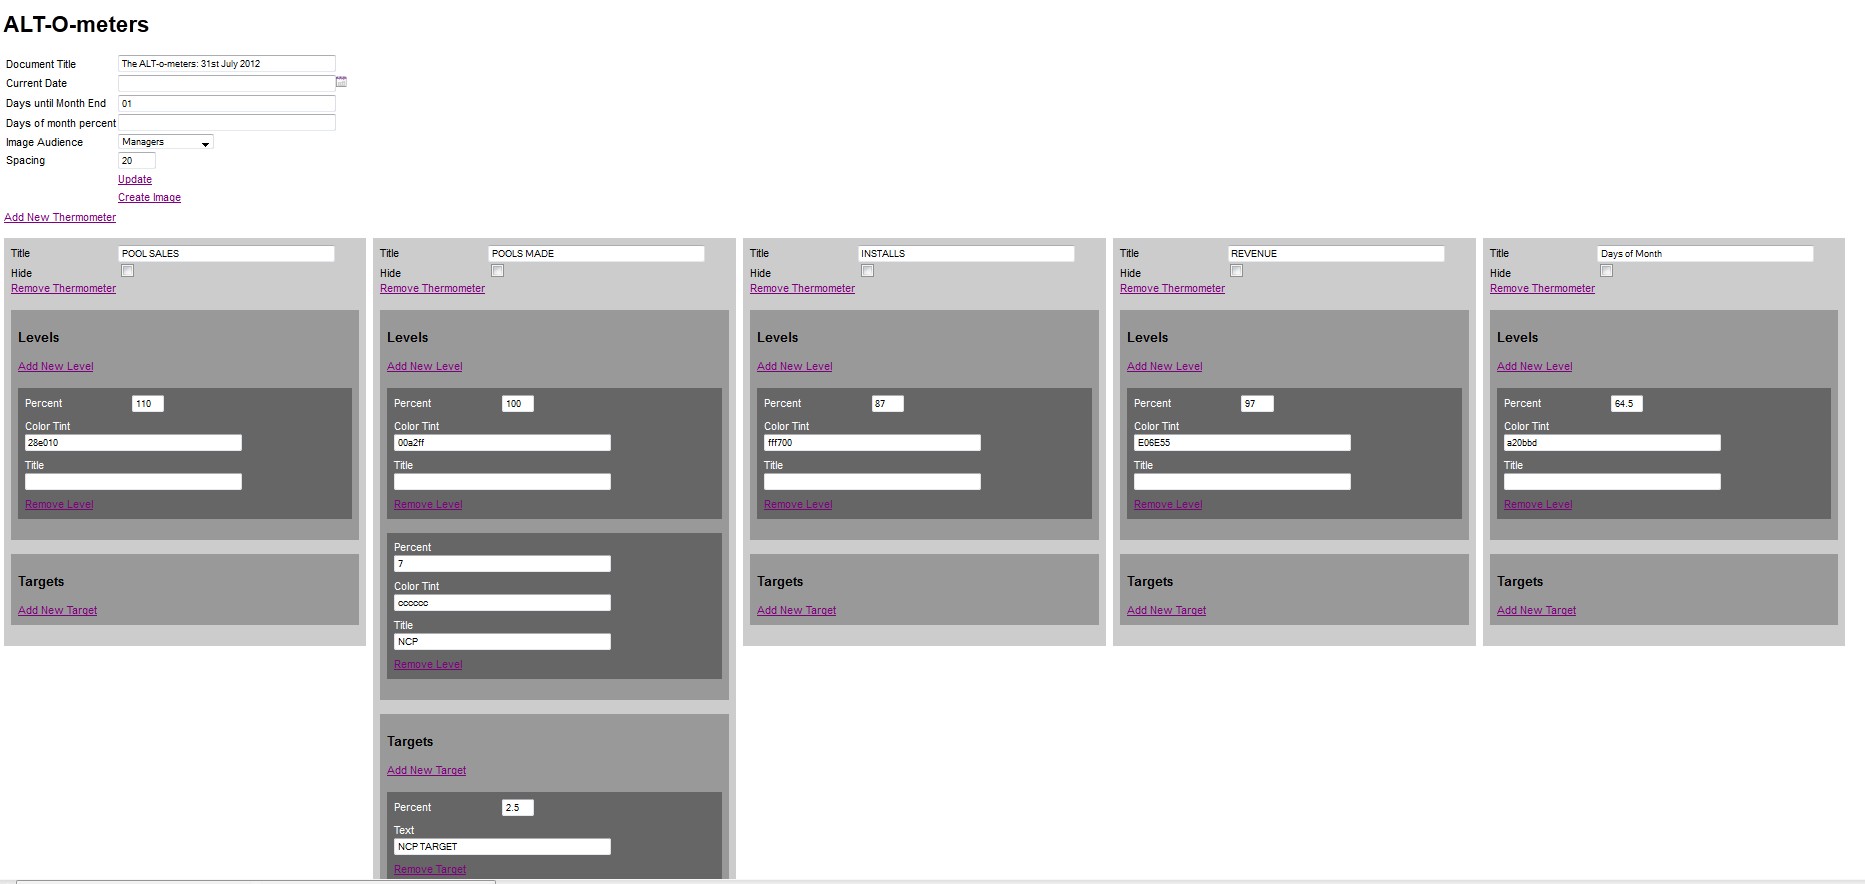 ALT-O-meters
Document Title The ALT-o-meters: 31st July 2012
Current Date
Days until Month End 01
Days of month percent
Image Audience Managers
Spacing 20
Update
Create Image
Add New Thermometer
Title POOL SALES
Hide
Remove Thermometer
Levels
Add New Level
Percent 110
Color Tint
28e010
Title
Remove Level
Targets
Add New Target
Title POOLS MADE
Hide
Remove Thermometer
Levels
Add New Level
Percent 100
Color Tint
00a2ff
Title
Remove Level
Percent
7
Color Tint
cccccc
Title
NCP
Remove Level
Targets
Add New Target
Percent 2.5
Text
NCP TARGET
Remove Target
Title INSTALLS
Hide
Remove Thermometer
Levels
Add New Level
Percent 87
Color Tint
fff700
Title
Remove Level
Targets
Add New Target
Title REVENUE
Hide
Remove Thermometer
Levels
Add New Level
Percent 97
Color Tint
E06E55
Title
Remove Level
Targets
Add New Target
Title Days of Month
Hide
Remove Thermometer
Levels
Add New Level
Percent 64.5
Color Tint
a20bbd
Title
Remove Level
Targets
Add New Target